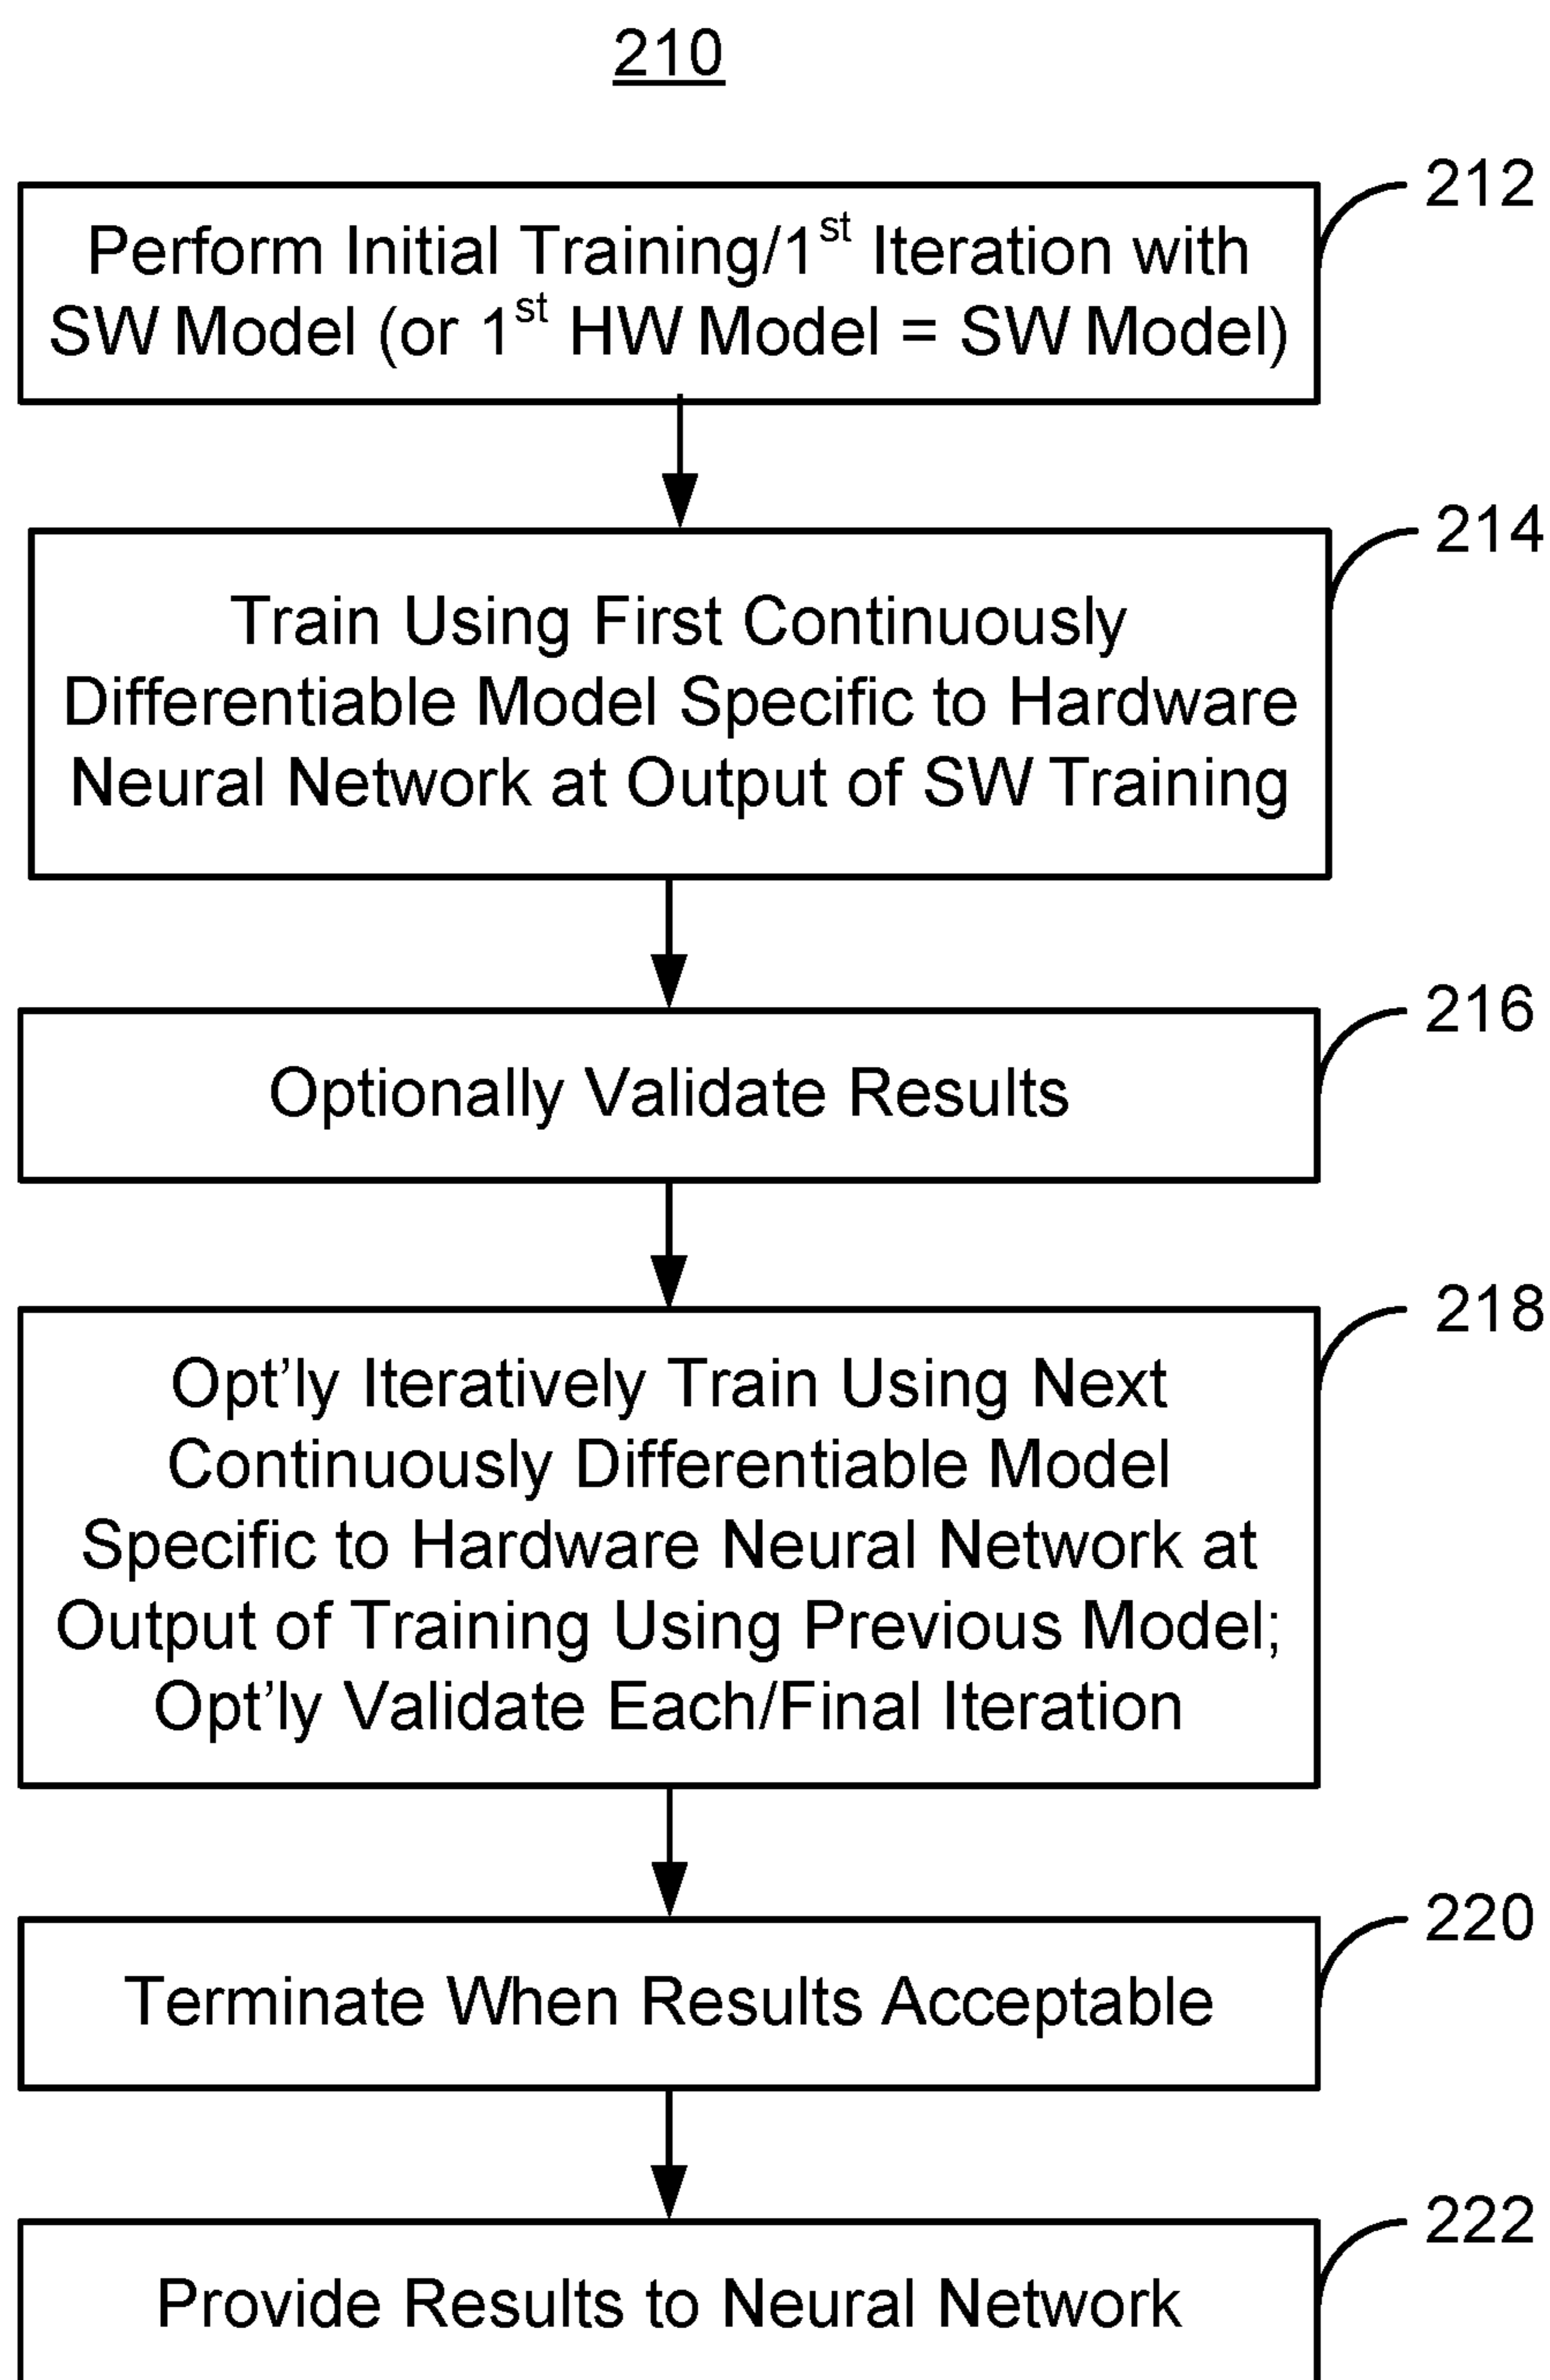 210
212
Perform Initial Training/1st Iteration with
SW Model (or 1st HW Model = SW Model)
214
Train Using First Continuously
Differentiable Model Specific to Hardware
Neural Network at Output of SW Training
216
Optionally Validate Results
218
Opt’ly Iteratively Train Using Next
Continuously Differentiable Model
Specific to Hardware Neural Network at
Output of Training Using Previous Model;
Opt’ly Validate Each/Final Iteration
220
Terminate When Results Acceptable
222
Provide Results to Neural Network